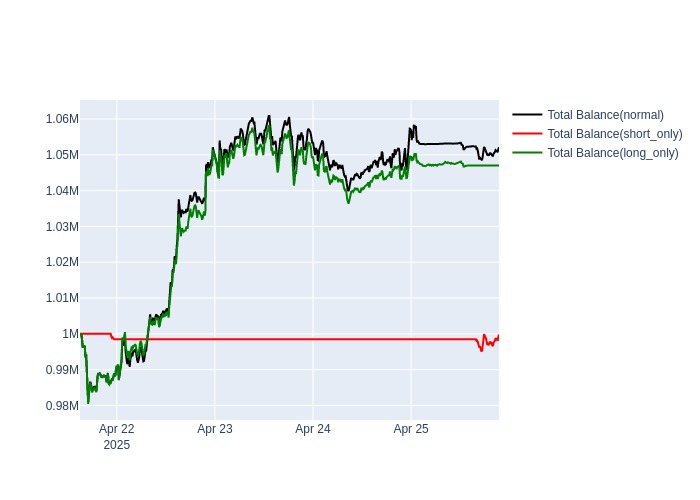 1.06M
1.05M
1.04M
1.03M
1.02M
1.01M
1M
0.99M
0.98M
Apr 22
2025
Apr 23
Apr 24
Apr 25
Total Balance(normal)
Total Balance(short_only)
Total Balance(long_only)